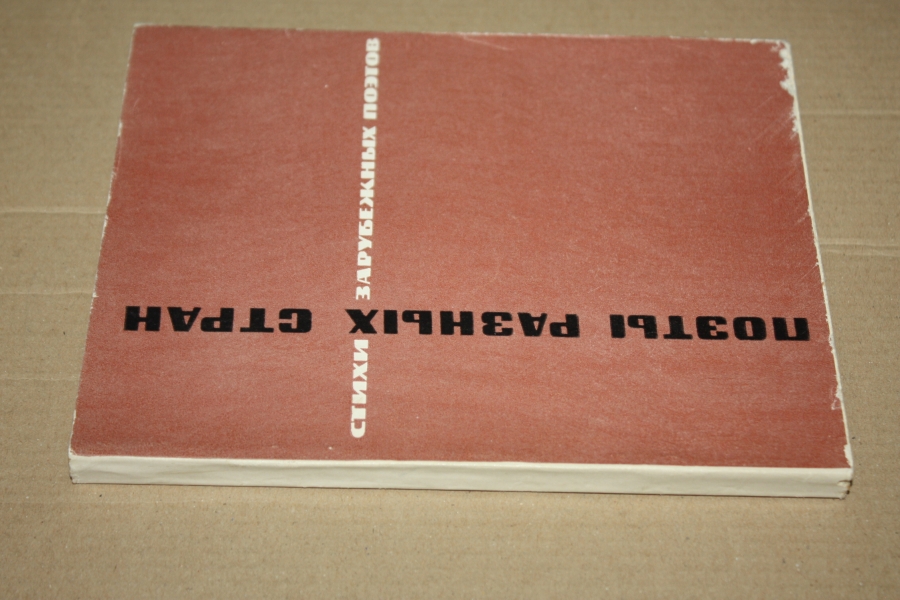 ПОЭТЫ РАЗНЫХ СТРАН
СТИХИ ЗАРУБЕЖНЫХ ПОЭТОВ